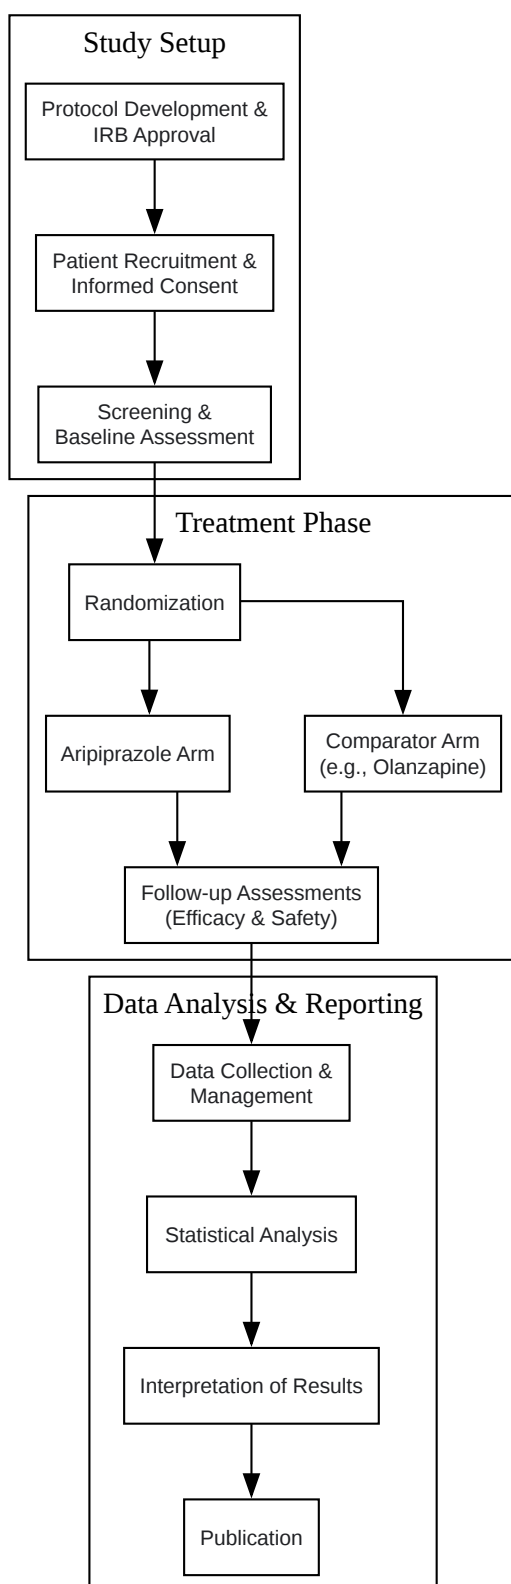 Study Setup
Protocol Development &
IRB Approval
Patient Recruitment &
Informed Consent
Screening &
Baseline Assessment
Treatment Phase
Randomization
Aripiprazole Arm
Comparator Arm
(e.g., Olanzapine)
Follow-up Assessments
(Efficacy & Safety)
Data Analysis & Reporting
Data Collection &
Management
Statistical Analysis
Interpretation of Results
Publication